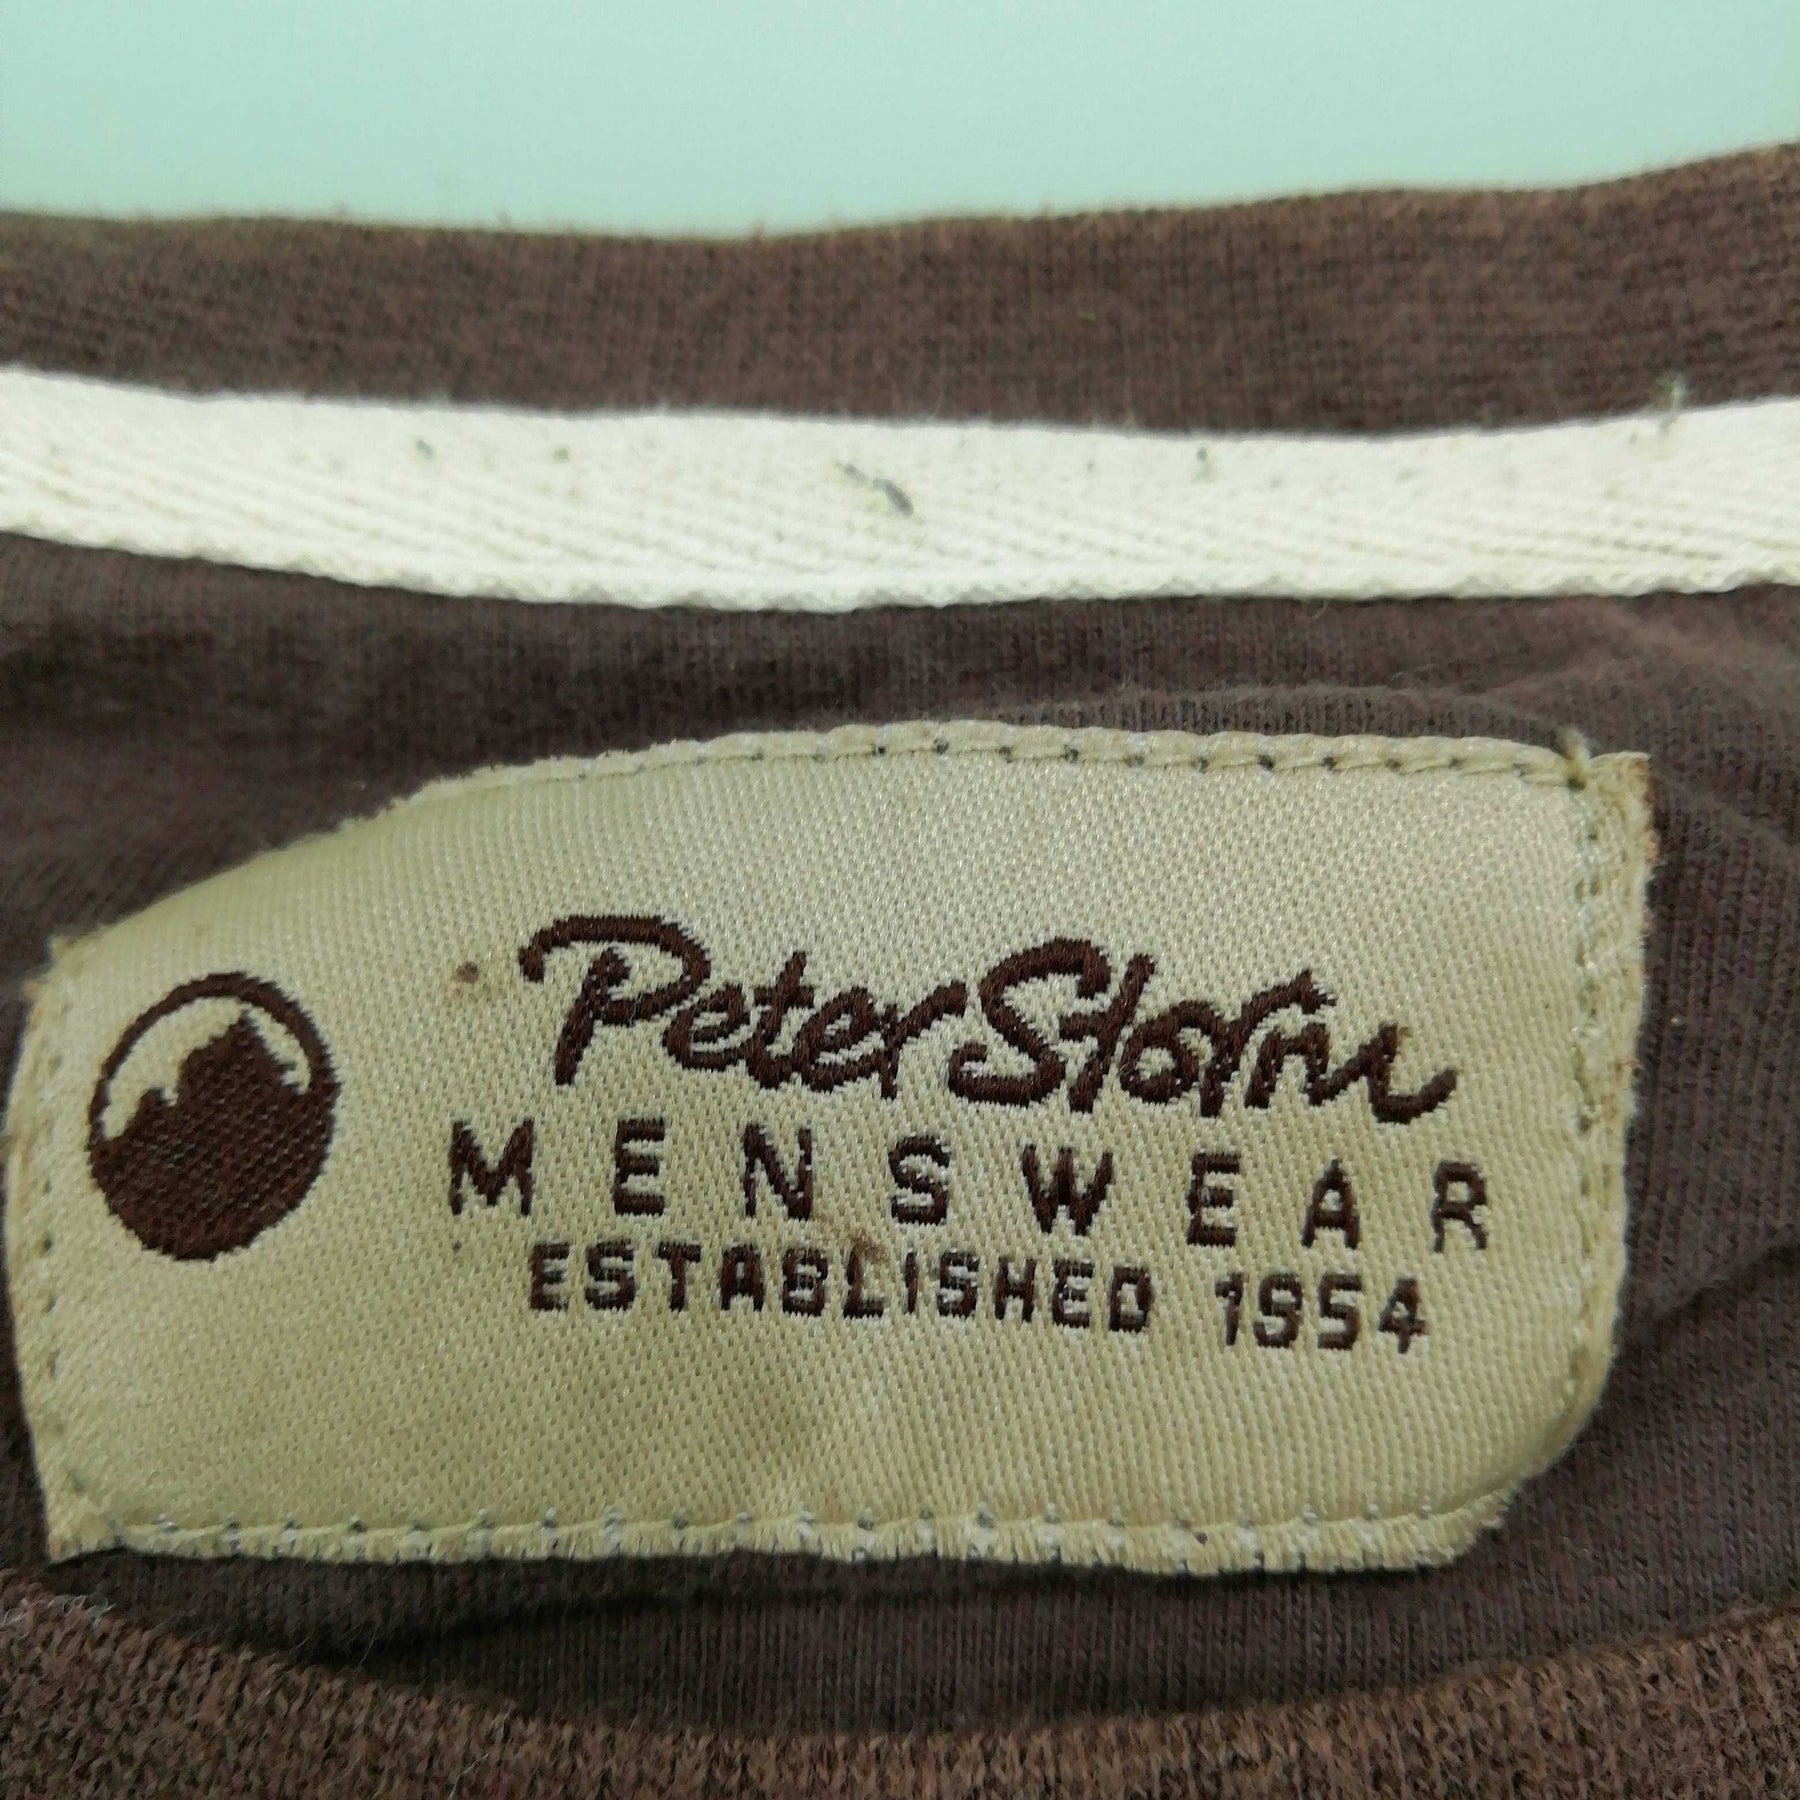 Peter Storm
MENSWEAR
ESTABLISHED 1954